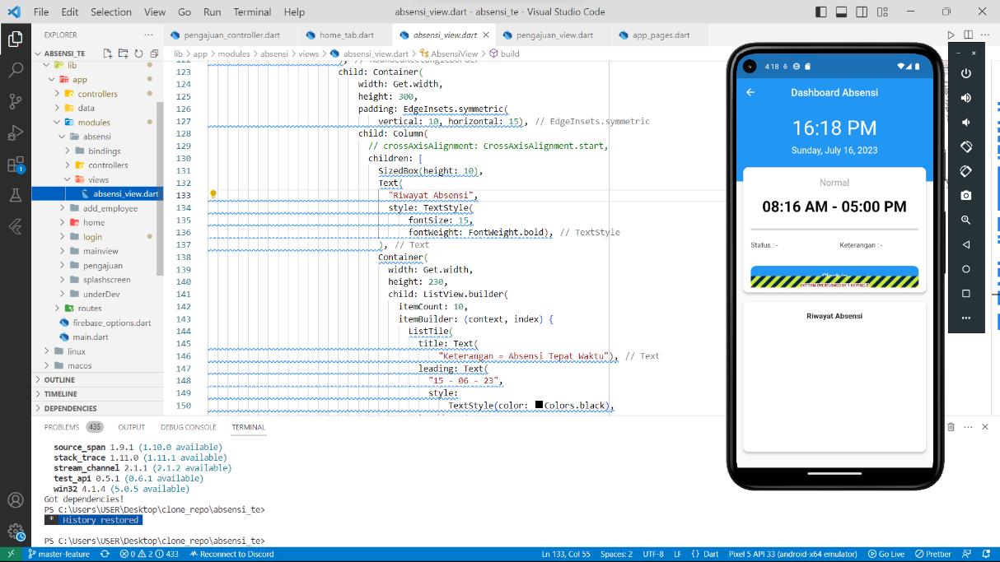 File Edit Selection View Go Run Terminal Help
absensi_view.dart - absensi_te - Visual Studio Code
EXPLORER
ABSENSI_TE
lib
app
controllers
data
modules
absensi
bindings
controllers
views
absensi_view.dart
add_employee
home
login
mainview
pengajuan
splashscreen
underDev
routes
firebase_options.dart
main.dart
linux
macos
OUTLINE
TIMELINE
DEPENDENCIES
1
pengajuan_controller.dart
home_tab.dart
absensi_view.dart
pengajuan_view.dart
app_pages.dart
lib > app > modules > absensi > views > absensi_view.dart > AbsensiView > build
122 ), // RoundedRectangleBorder
123 child: Container(
124 width: Get.width,
125 height: 300,
126 padding: EdgeInsets.symmetric(
127 vertical: 10, horizontal: 15), // EdgeInsets.symmetric
128 child: Column(
129 // crossAxisAlignment: CrossAxisAlignment.start,
130 children: [
131 SizedBox(height: 10),
132 Text(
133 "Riwayat Absensi",
134 style: TextStyle(
135 fontSize: 15,
136 fontWeight: FontWeight.bold), // TextStyle
137 ), // Text
138 Container(
139 width: Get.width,
140 height: 230,
141 child: ListView.builder(
142 itemCount: 10,
143 itemBuilder: (context, index) {
144 ListTile(
145 title: Text(
146 "Keterangan = Absensi Tepat Waktu"), // Text
147 leading: Text(
148 "15 - 06 - 23",
149 style:
150 TextStyle(color: Colors.black),
PROBLEMS 435 OUTPUT DEBUG CONSOLE TERMINAL
source_span 1.9.1 (1.10.0 available)
stack_trace 1.11.0 (1.11.1 available)
stream_channel 2.1.1 (2.1.2 available)
test_api 0.5.1 (0.6.1 available)
win32 4.1.4 (5.0.5 available)
Got dependencies!
PS C:\Users\USER\Desktop\clone_repo\absensi_te>
* History restored
PS C:\Users\USER\Desktop\clone_repo\absensi_te>
4:18
Dashboard Absensi
16:18 PM
Sunday, July 16, 2023
Normal
08:16 AM - 05:00 PM
Status : -
Keterangan : -
BOTTOM OVERFLOWED BY 1.00 PIXELS
Riwayat Absensi
master-feature 0 2 433 Reconnect to Discord
Ln 133, Col 55 Spaces: 2 UTF-8 LF {} Dart Pixel 5 API 33 (android-x64 emulator) Go Live Prettier